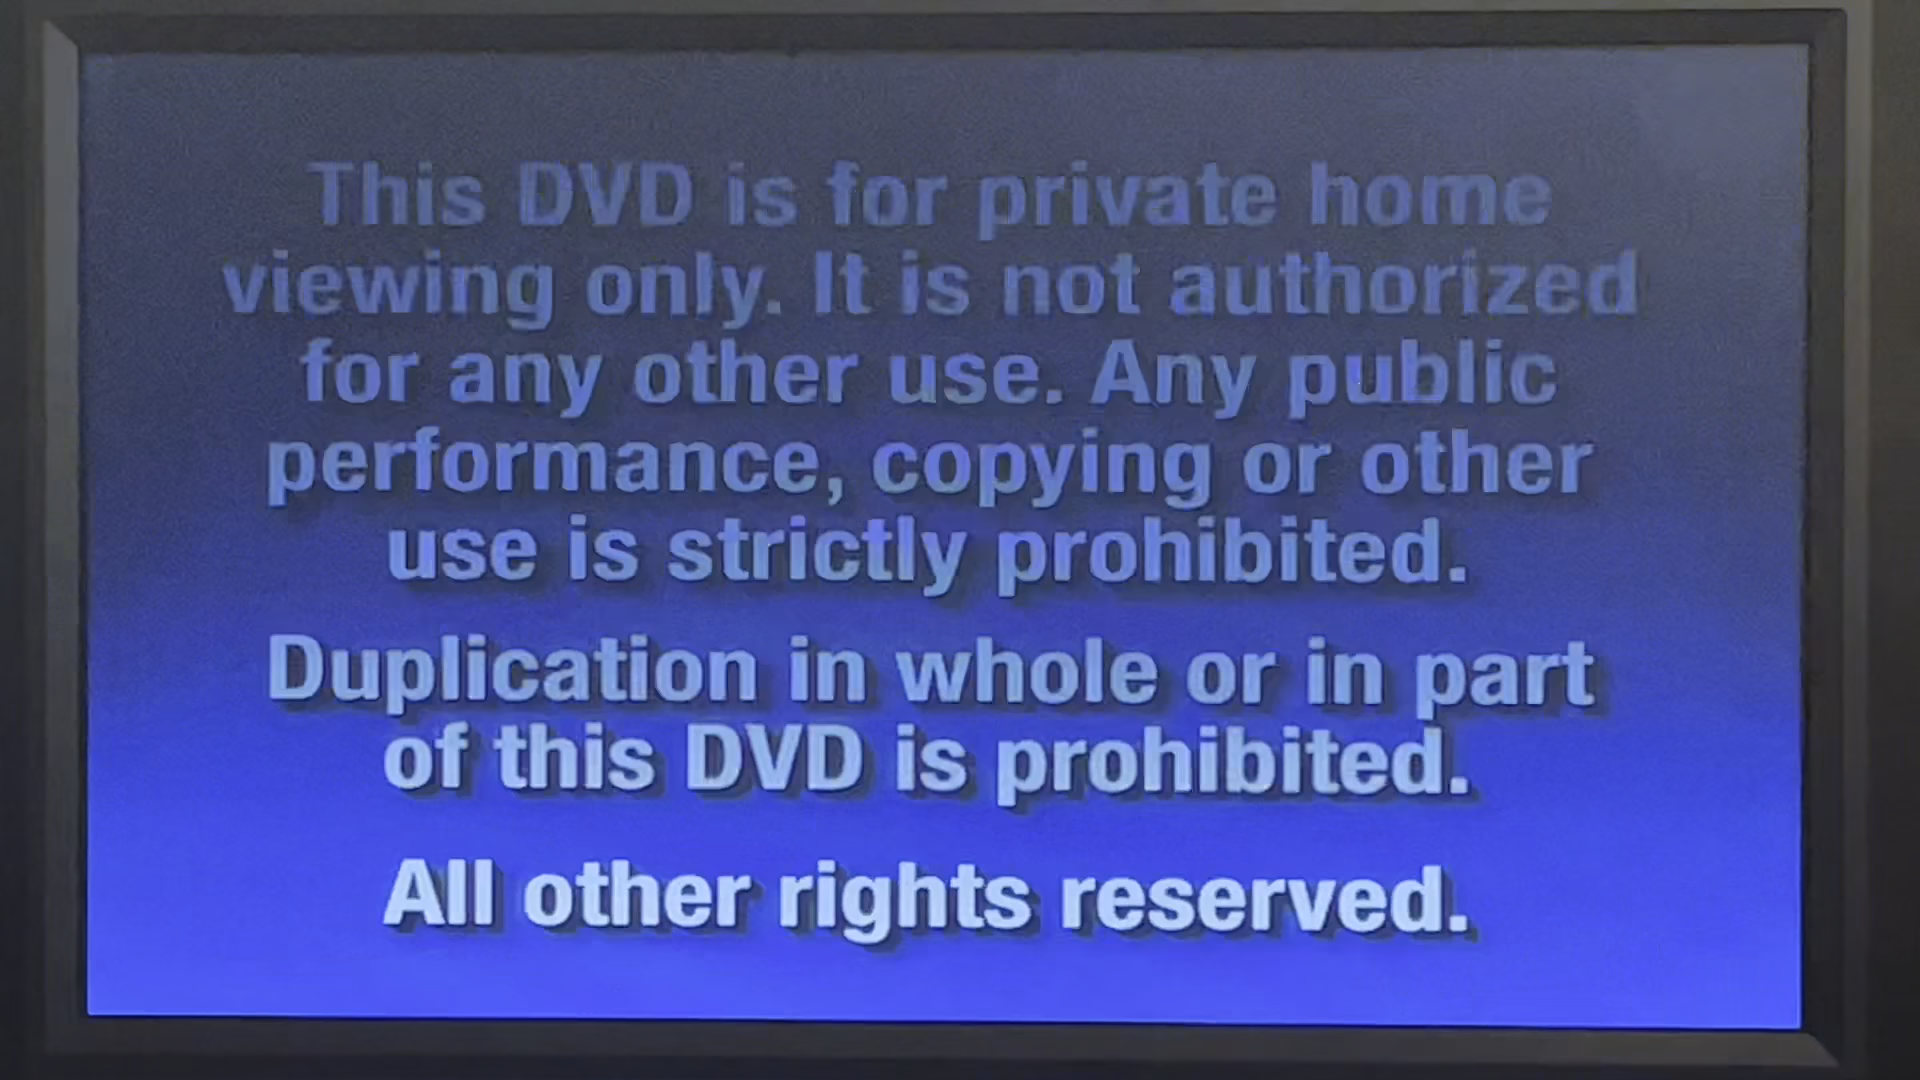 This DVD is for private home
viewing only. It is not authorized
for any other use. Any public
performance, copying or other
use is strictly prohibited.
Duplication in whole or in part
of this DVD is prohibited.
All other rights reserved.